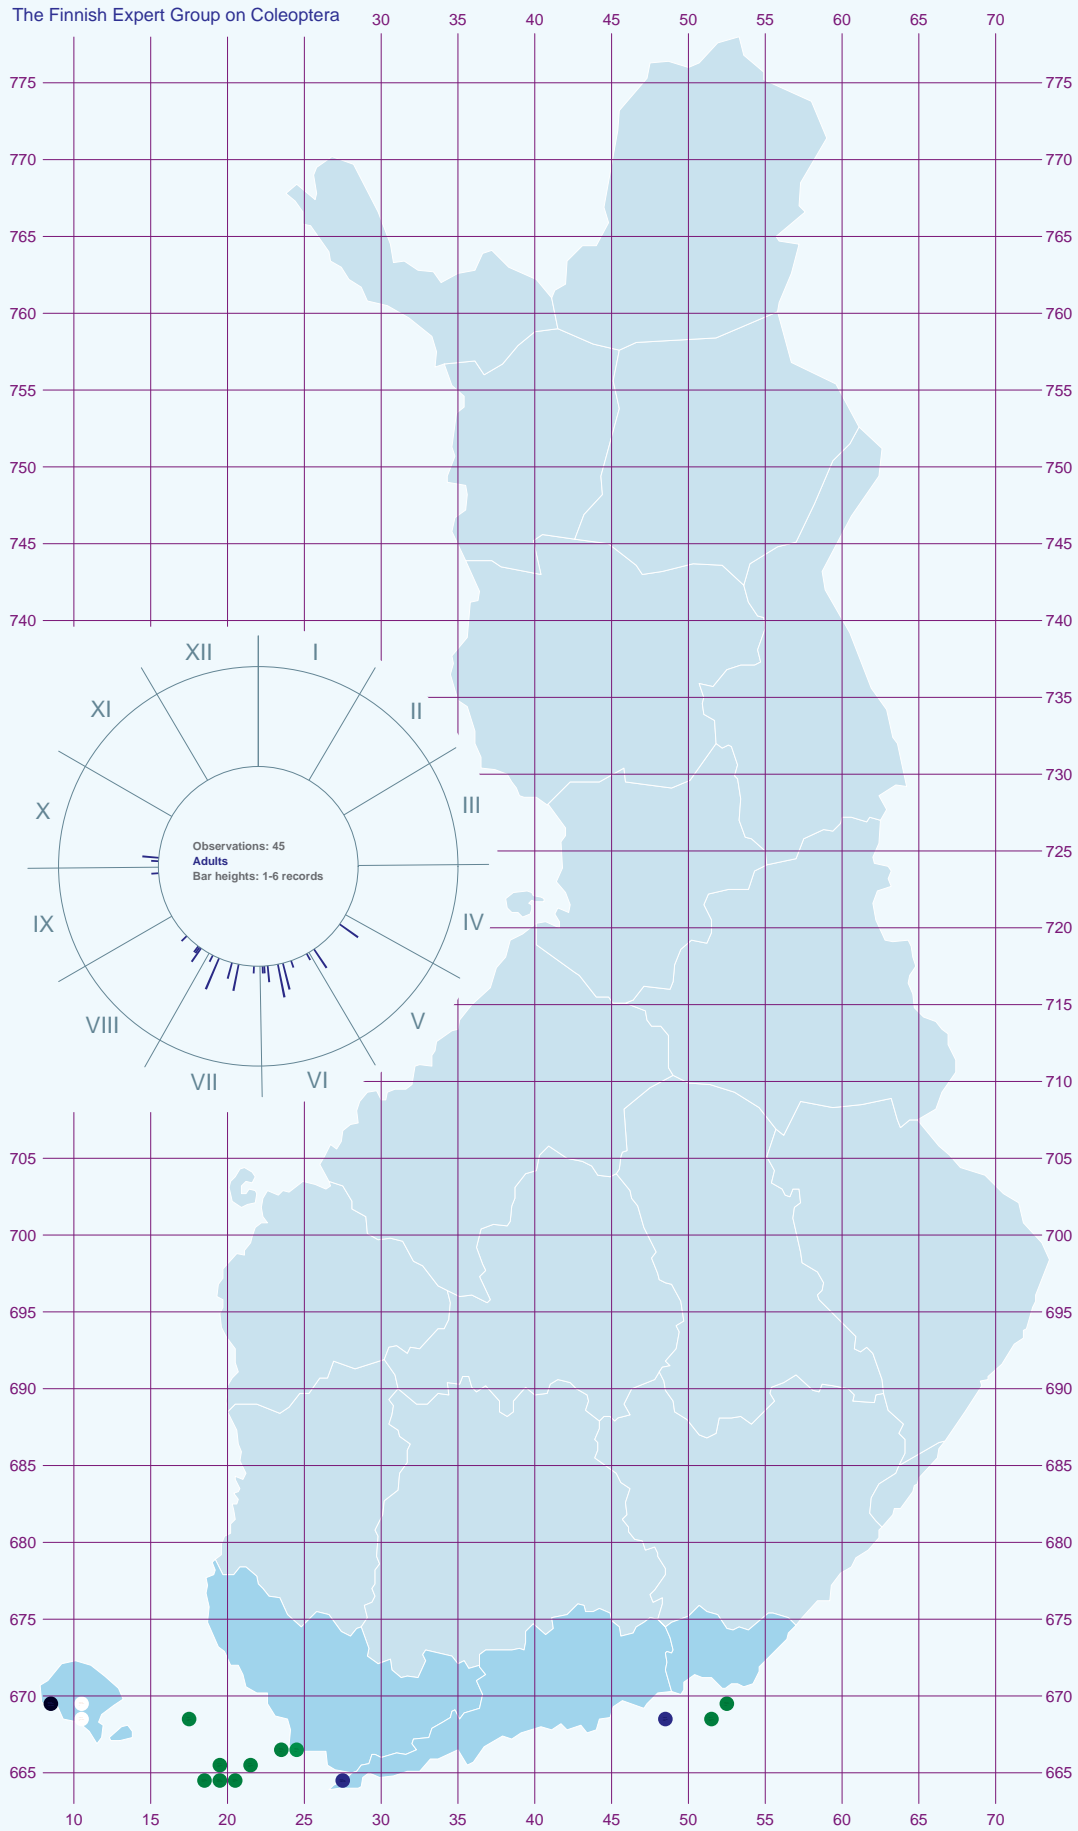 The Finnish Expert Group on Coleoptera
30 35 40 45 50 55 60 65 70
775 775
770 770
765 765
760 760
755 755
750 750
745 745
740 740
XII I
XI II
735
730
X III
Observations: 45
Adults
Bar heights: 1-6 records
725
IX IV
720
VIII V
715
VII VI
710
705 705
700 700
695 695
690 690
685 685
680 680
675 675
670 670
665 665
10 15 20 25 30 35 40 45 50 55 60 65 70